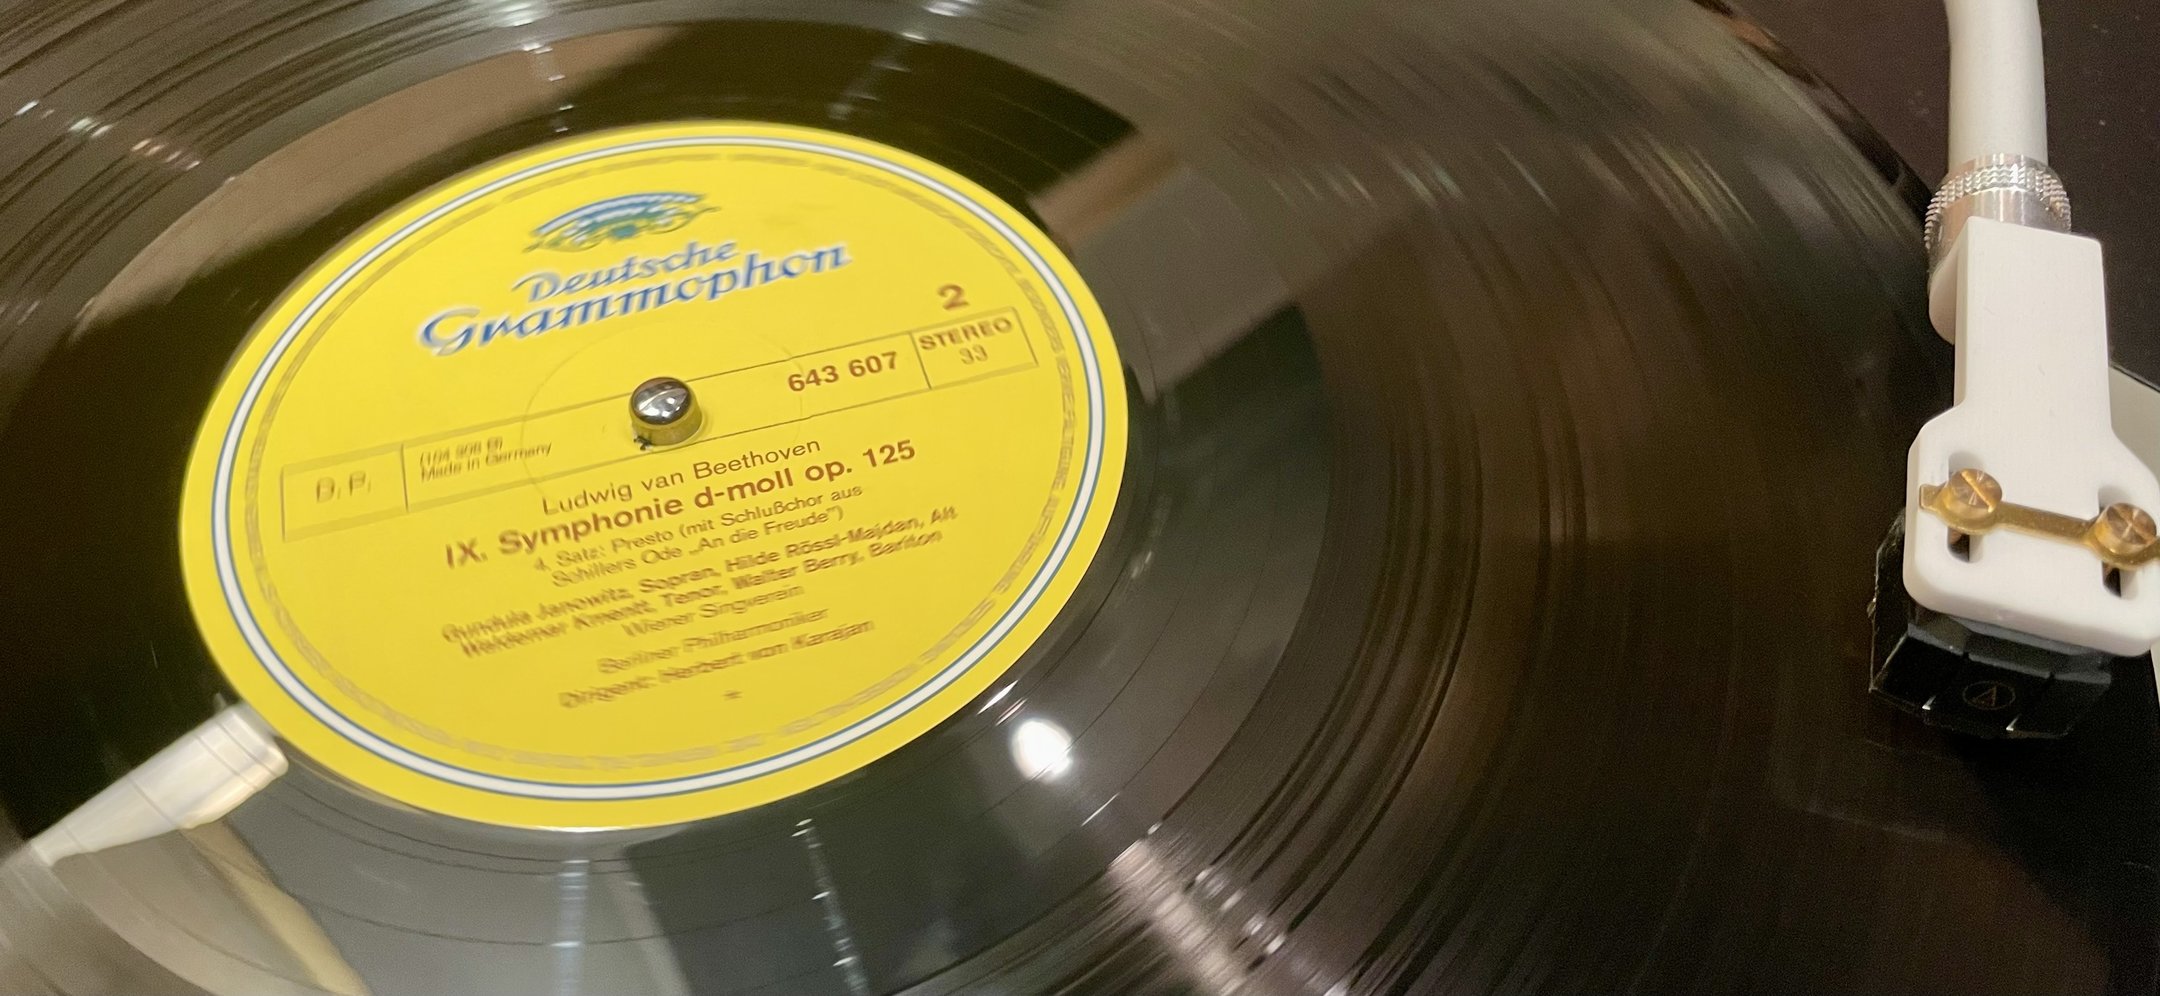 Deutsche
Grammophon
2
STEREO
33
643 607
D. P.
Made in Germany
Ludwig van Beethoven
IX. Symphonie d-moll op. 125
4. Satz: Presto (mit Schlußchor aus
Schillers Ode „An die Freude”)
Gundula Janowitz, Sopran, Hilde Rössl-Majdan, Alt
Waldemar Kmentt, Tenor, Walter Berry, Bariton
Wiener Singverein
Berliner Philharmoniker
Dirigent: Herbert von Karajan